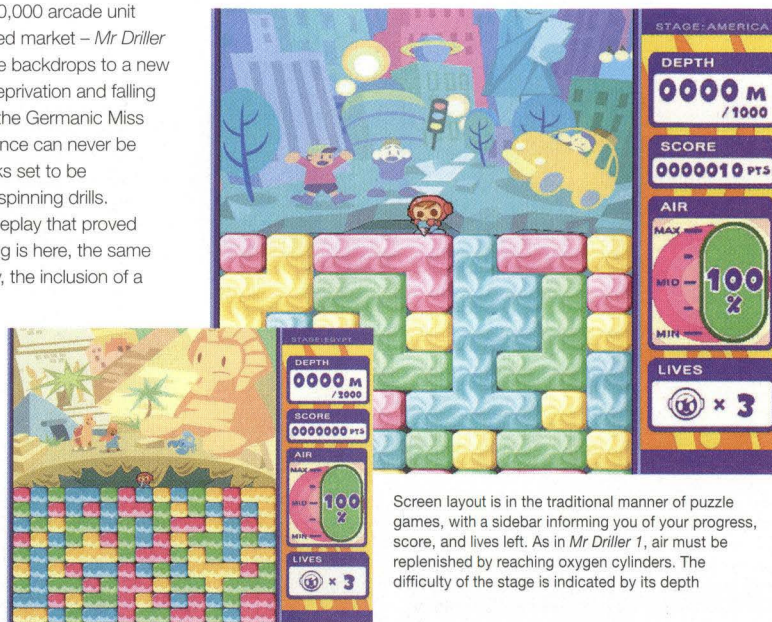 0,000 arcade unit
ed market – Mr Driller
e backdrops to a new
eprivation and falling
the Germanic Miss
ence can never be
ks set to be
spinning drills.
eplay that proved
g is here, the same
, the inclusion of a
STAGE:AMERICA
DEPTH
0000 M
/1000
SCORE
0000010 PTS
AIR
MAX
MID
100
%
MIN
LIVES
× 3
STAGE:EGYPT
DEPTH
0000 M
/2000
SCORE
0000000 PTS
AIR
MAX
MID
100
%
MIN
LIVES
× 3
Screen layout is in the traditional manner of puzzle
games, with a sidebar informing you of your progress,
score, and lives left. As in Mr Driller 1, air must be
replenished by reaching oxygen cylinders. The
difficulty of the stage is indicated by its depth